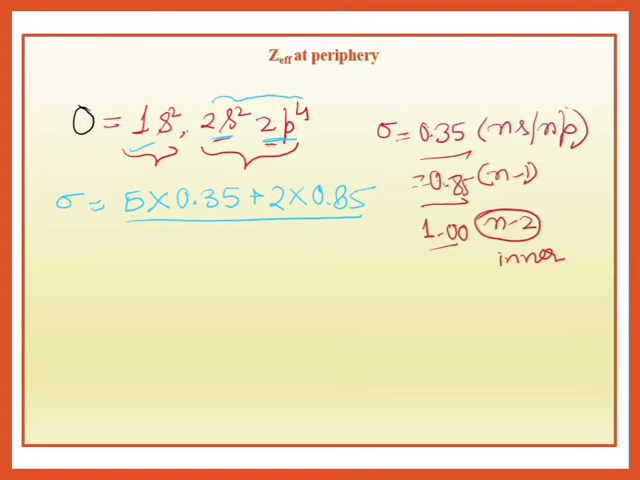 Zeff at periphery
O = 1s², 2s² 2p⁴
σ = 5×0.35+2×0.85
σ = 0.35 (ns/np)
= 0.85 (n-1)
1.00 (n-2)
inner